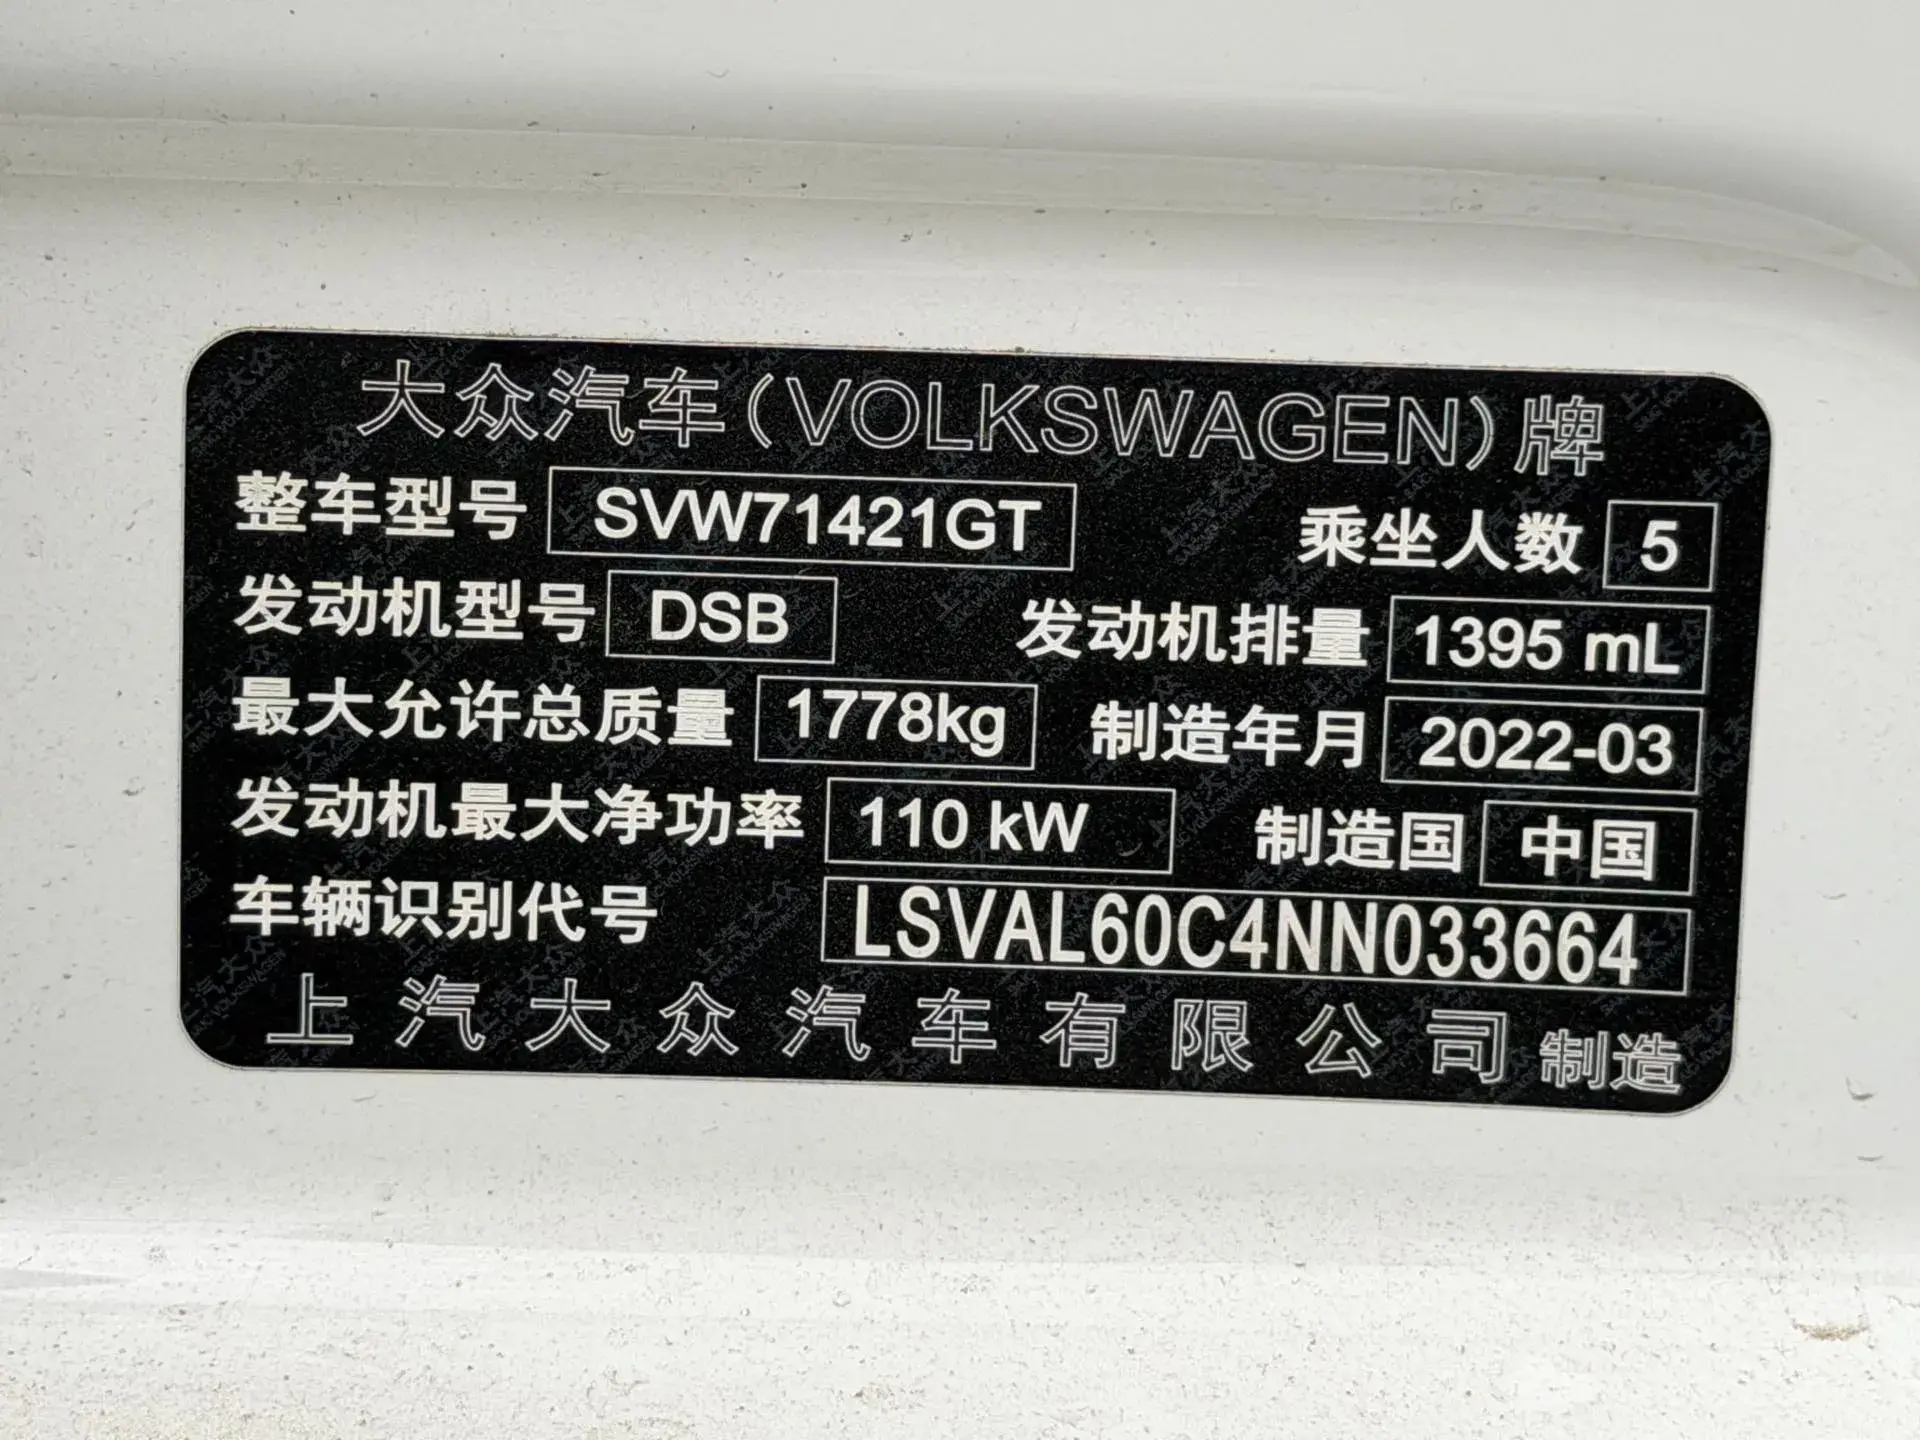 大众汽车(VOLKSWAGEN)牌
整车型号 SVW71421GT 乘坐人数 5
发动机型号 DSB 发动机排量 1395 mL
最大允许总质量 1778kg 制造年月 2022-03
发动机最大净功率 110 kW 制造国 中国
车辆识别代号 LSVAL60C4NN033664
上汽大众汽车有限公司 制造